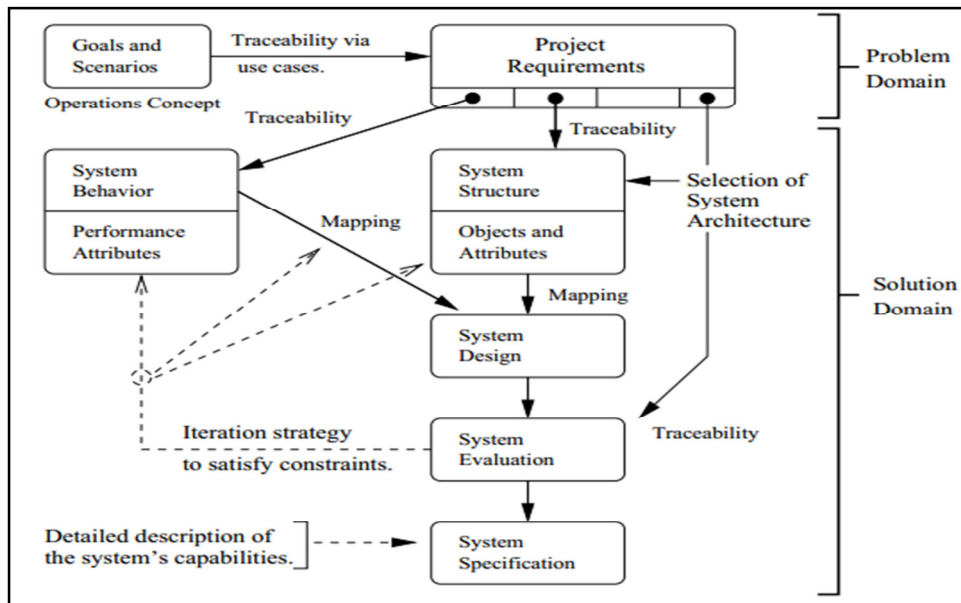 Goals and
Scenarios
Traceability via
use cases.
Project
Requirements
Problem
Domain
Operations Concept
Traceability
Traceability
System
Behavior
Performance
Attributes
Mapping
System
Structure
Objects and
Attributes
Selection of
System
Architecture
Mapping
Solution
Domain
System
Design
Iteration strategy
to satisfy constraints.
System
Evaluation
Traceability
Detailed description of
the system's capabilities.
System
Specification